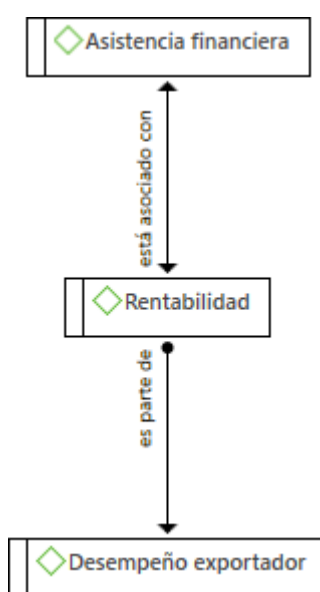 Asistencia financiera
está asociado con
Rentabilidad
es parte de
Desempeño exportador